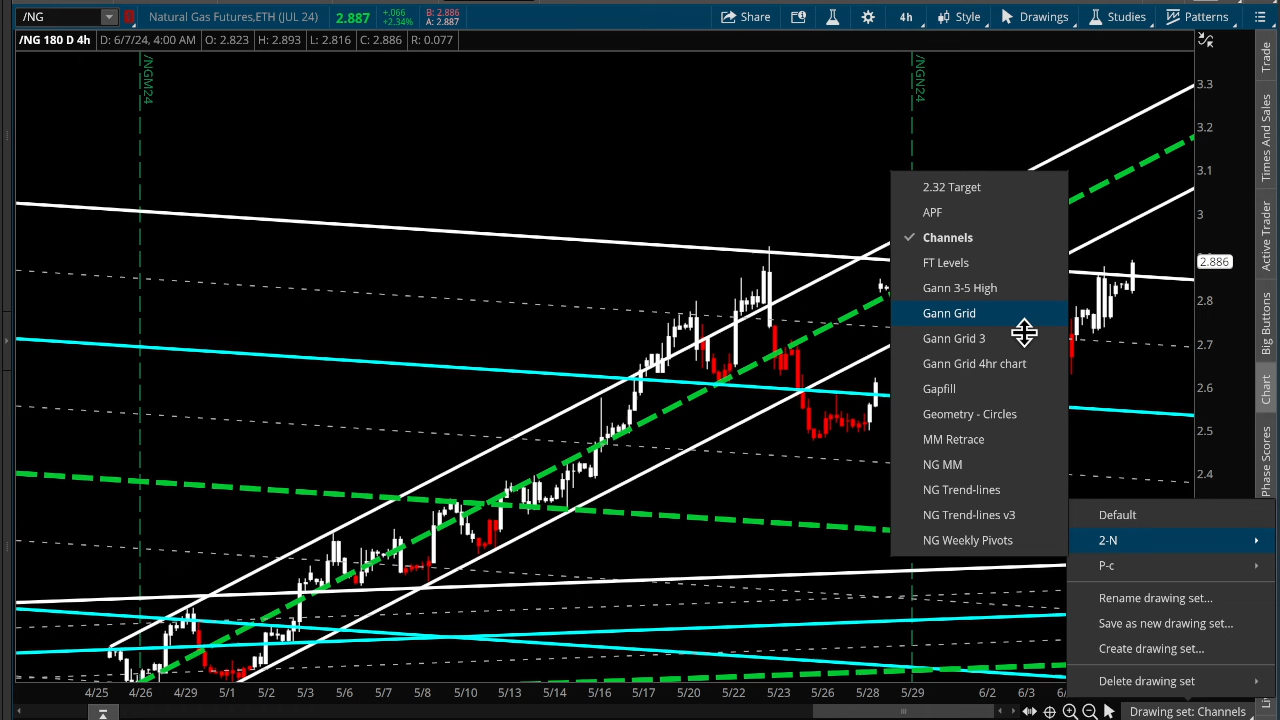 /NG Natural Gas Futures,ETH (JUL 24) 2.887 +.066 +2.34% B: 2.886 A: 2.887 Share 4h Style Drawings Studies Patterns
/NG 180 D 4h D: 6/7/24, 4:00 AM O: 2.823 H: 2.893 L: 2.816 C: 2.886 R: 0.077
/NGM24
/NGN24
3.3
3.2
3.1
3
2.886
2.8
2.7
2.6
2.5
2.4
2.32 Target
APF
Channels
FT Levels
Gann 3-5 High
Gann Grid
Gann Grid 3
Gann Grid 4hr chart
Gapfill
Geometry - Circles
MM Retrace
NG MM
NG Trend-lines
NG Trend-lines v3
NG Weekly Pivots
Default
2-N
P-c
Rename drawing set...
Save as new drawing set...
Create drawing set...
Delete drawing set
Trade
Times And Sales
Active Trader
Big Buttons
Chart
Phase Scores
4/25 4/26 4/29 5/1 5/2 5/3 5/6 5/7 5/8 5/10 5/13 5/14 5/16 5/17 5/20 5/22 5/23 5/26 5/28 5/29 6/2 6/3
Drawing set: Channels